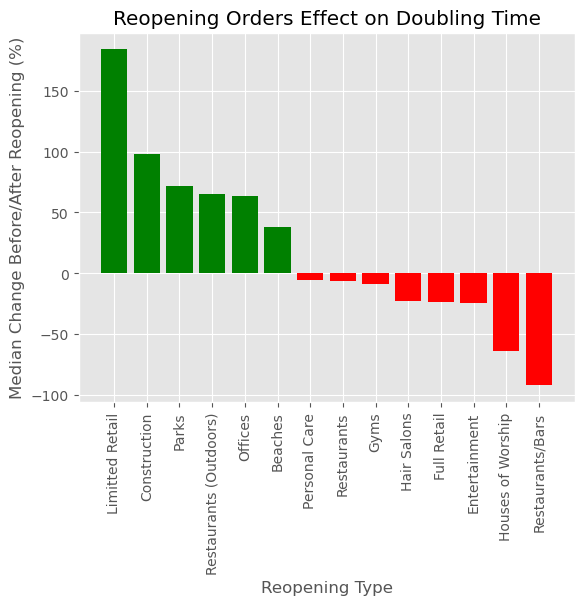 Reopening Orders Effect on Doubling Time
Median Change Before/After Reopening (%)
150
100
50
0
−50
−100
Limitted Retail
Construction
Parks
Restaurants (Outdoors)
Offices
Beaches
Personal Care
Restaurants
Gyms
Hair Salons
Full Retail
Entertainment
Houses of Worship
Restaurants/Bars
Reopening Type